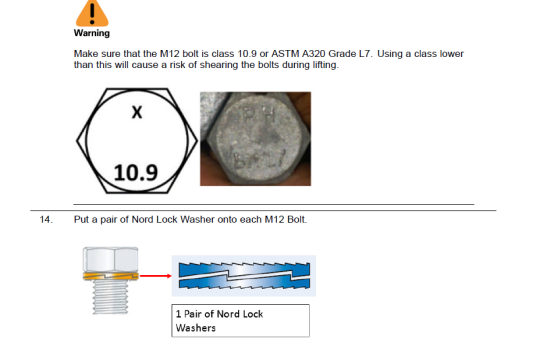 Warning
Make sure that the M12 bolt is class 10.9 or ASTM A320 Grade L7. Using a class lower
than this will cause a risk of shearing the bolts during lifting.
X
10.9
14. Put a pair of Nord Lock Washer onto each M12 Bolt.
1 Pair of Nord Lock
Washers